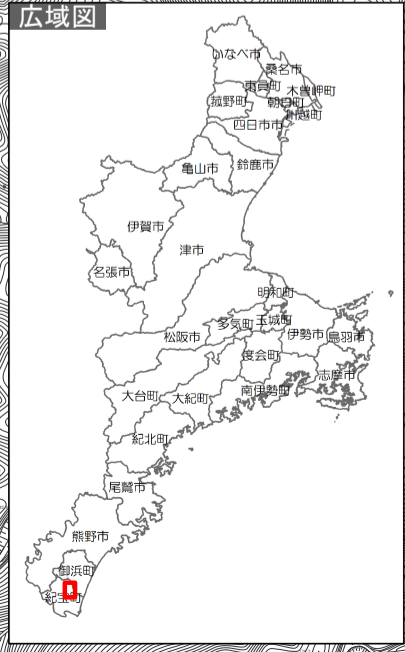 広域図
いなべ市
桑名市
東員町
木曽岬町
菰野町
朝日町
川越町
四日市市
亀山市
鈴鹿市
伊賀市
津市
名張市
明和町
多気町
玉城町
松阪市
伊勢市
鳥羽市
度会町
志摩市
大台町
大紀町
南伊勢町
紀北町
尾鷲市
熊野市
御浜町
紀宝町